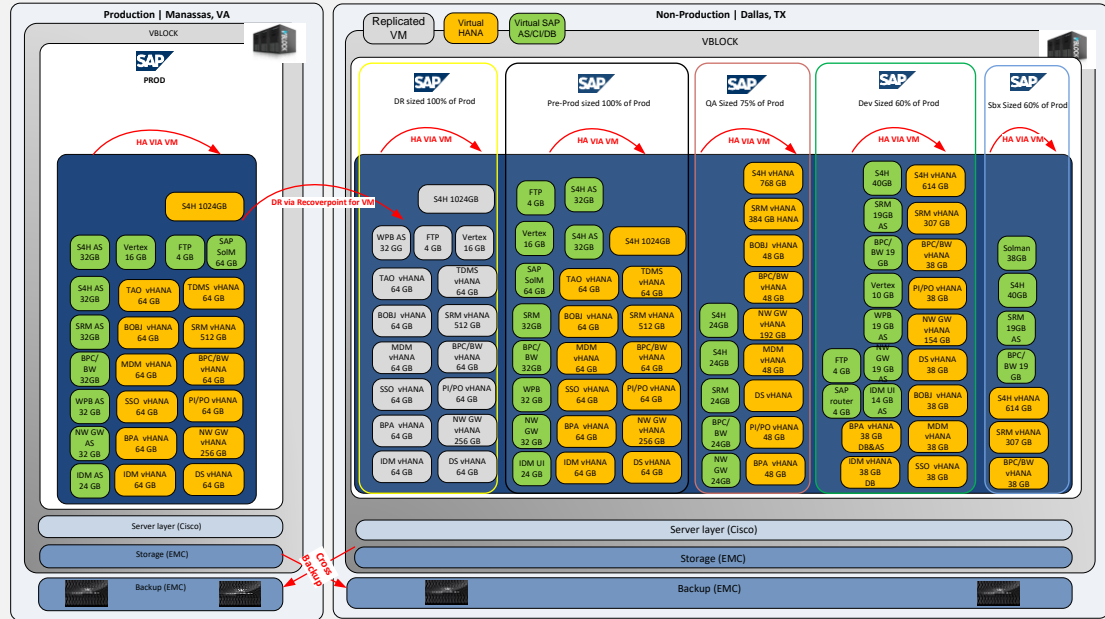 Production | Manassas, VA
VBLOCK
VBLOCK
SAP
PROD
HA VIA VM
S4H 1024GB
S4H AS
32GB
Vertex
16 GB
FTP
4 GB
SAP
SolM
64 GB
S4H AS
32GB
TAO vHANA
64 GB
TDMS vHANA
64 GB
SRM AS
32GB
BOBJ vHANA
64 GB
SRM vHANA
512 GB
BPC/
BW
32GB
MDM vHANA
64 GB
BPC/BW
vHANA
64 GB
WPB AS
32 GB
SSO vHANA
64 GB
PI/PO vHANA
64 GB
NW GW
AS
32 GB
BPA vHANA
64 GB
NW GW
vHANA
256 GB
IDM AS
24 GB
IDM vHANA
64 GB
DS vHANA
64 GB
Server layer (Cisco)
Storage (EMC)
Backup (EMC)
DR via Recoverpoint for VM
Cross
Backup
Non-Production | Dallas, TX
Replicated
VM
Virtual
HANA
Virtual SAP
AS/CI/DB
VBLOCK
VBLOCK
SAP
DR sized 100% of Prod
HA VIA VM
S4H 1024GB
WPB AS
32 GG
FTP
4 GB
Vertex
16 GB
TAO vHANA
64 GB
TDMS
vHANA
64 GB
BOBJ vHANA
64 GB
SRM vHANA
512 GB
MDM
vHANA
64 GB
BPC/BW
vHANA
64 GB
SSO vHANA
64 GB
PI/PO vHANA
64 GB
BPA vHANA
64 GB
NW GW
vHANA
256 GB
IDM vHANA
64 GB
DS vHANA
64 GB
SAP
Pre-Prod sized 100% of Prod
HA VIA VM
FTP
4 GB
S4H AS
32GB
Vertex
16 GB
S4H AS
32GB
S4H 1024GB
SAP
SolM
64 GB
TAO vHANA
64 GB
TDMS
vHANA
64 GB
SRM
32GB
BOBJ vHANA
64 GB
SRM vHANA
512 GB
BPC/
BW
32GB
MDM
vHANA
64 GB
BPC/BW
vHANA
64 GB
WPB
32 GB
SSO vHANA
64 GB
PI/PO vHANA
64 GB
NW
GW
32 GB
BPA vHANA
64 GB
NW GW
vHANA
256 GB
IDM UI
24 GB
IDM vHANA
64 GB
DS vHANA
64 GB
SAP
QA Sized 75% of Prod
HA VIA VM
S4H vHANA
768 GB
SRM vHANA
384 GB HANA
BOBJ vHANA
48 GB
BPC/BW
vHANA
48 GB
S4H
24GB
NW GW
vHANA
192 GB
S4H
24GB
MDM
vHANA
48 GB
SRM
24GB
DS vHANA
BPC/
BW
24GB
PI/PO vHANA
48 GB
NW
GW
24GB
BPA vHANA
48 GB
SAP
Dev Sized 60% of Prod
HA VIA VM
S4H
40GB
S4H vHANA
614 GB
SRM
19GB
AS
SRM vHANA
307 GB
BPC/
BW 19
GB
BPC/BW
vHANA
38 GB
Vertex
10 GB
PI/PO vHANA
38 GB
WPB
19 GB
AS
NW GW
vHANA
154 GB
FTP
4 GB
NW
GW
19 GB
AS
DS vHANA
38 GB
SAP
router
4 GB
IDM UI
14 GB
AS
BOBJ vHANA
38 GB
BPA vHANA
38 GB
DB&AS
MDM
vHANA
38 GB
IDM vHANA
38 GB
DB
SSO vHANA
38 GB
SAP
Sbx Sized 60% of Prod
HA VIA VM
Solman
38GB
S4H
40GB
SRM
19GB
AS
BPC/
BW 19
GB
S4H vHANA
614 GB
SRM vHANA
307 GB
BPC/BW
vHANA
38 GB
Server layer (Cisco)
Storage (EMC)
Backup (EMC)